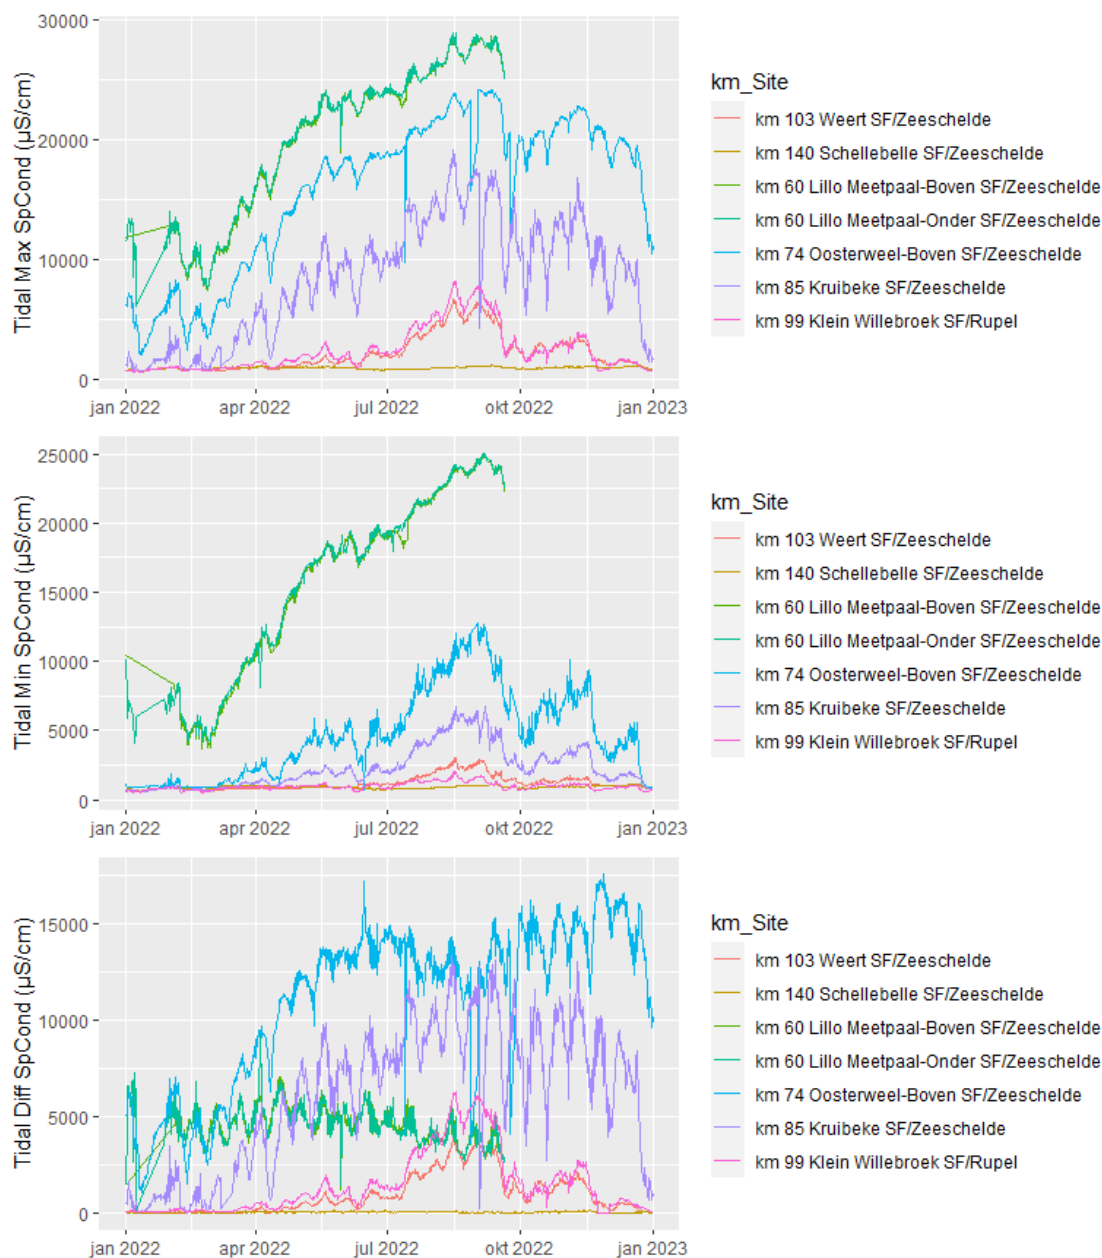 30000
20000
10000
0
Tidal Max SpCond (µS/cm)
jan 2022 apr 2022 jul 2022 okt 2022 jan 2023
km_Site
km 103 Weert SF/Zeeschelde
km 140 Schellebelle SF/Zeeschelde
km 60 Lillo Meetpaal-Boven SF/Zeeschelde
km 60 Lillo Meetpaal-Onder SF/Zeeschelde
km 74 Oosterweel-Boven SF/Zeeschelde
km 85 Kruibeke SF/Zeeschelde
km 99 Klein Willebroek SF/Rupel
25000
20000
15000
10000
5000
0
Tidal Min SpCond (µS/cm)
jan 2022 apr 2022 jul 2022 okt 2022 jan 2023
km_Site
km 103 Weert SF/Zeeschelde
km 140 Schellebelle SF/Zeeschelde
km 60 Lillo Meetpaal-Boven SF/Zeeschelde
km 60 Lillo Meetpaal-Onder SF/Zeeschelde
km 74 Oosterweel-Boven SF/Zeeschelde
km 85 Kruibeke SF/Zeeschelde
km 99 Klein Willebroek SF/Rupel
15000
10000
5000
0
Tidal Diff SpCond (µS/cm)
jan 2022 apr 2022 jul 2022 okt 2022 jan 2023
km_Site
km 103 Weert SF/Zeeschelde
km 140 Schellebelle SF/Zeeschelde
km 60 Lillo Meetpaal-Boven SF/Zeeschelde
km 60 Lillo Meetpaal-Onder SF/Zeeschelde
km 74 Oosterweel-Boven SF/Zeeschelde
km 85 Kruibeke SF/Zeeschelde
km 99 Klein Willebroek SF/Rupel